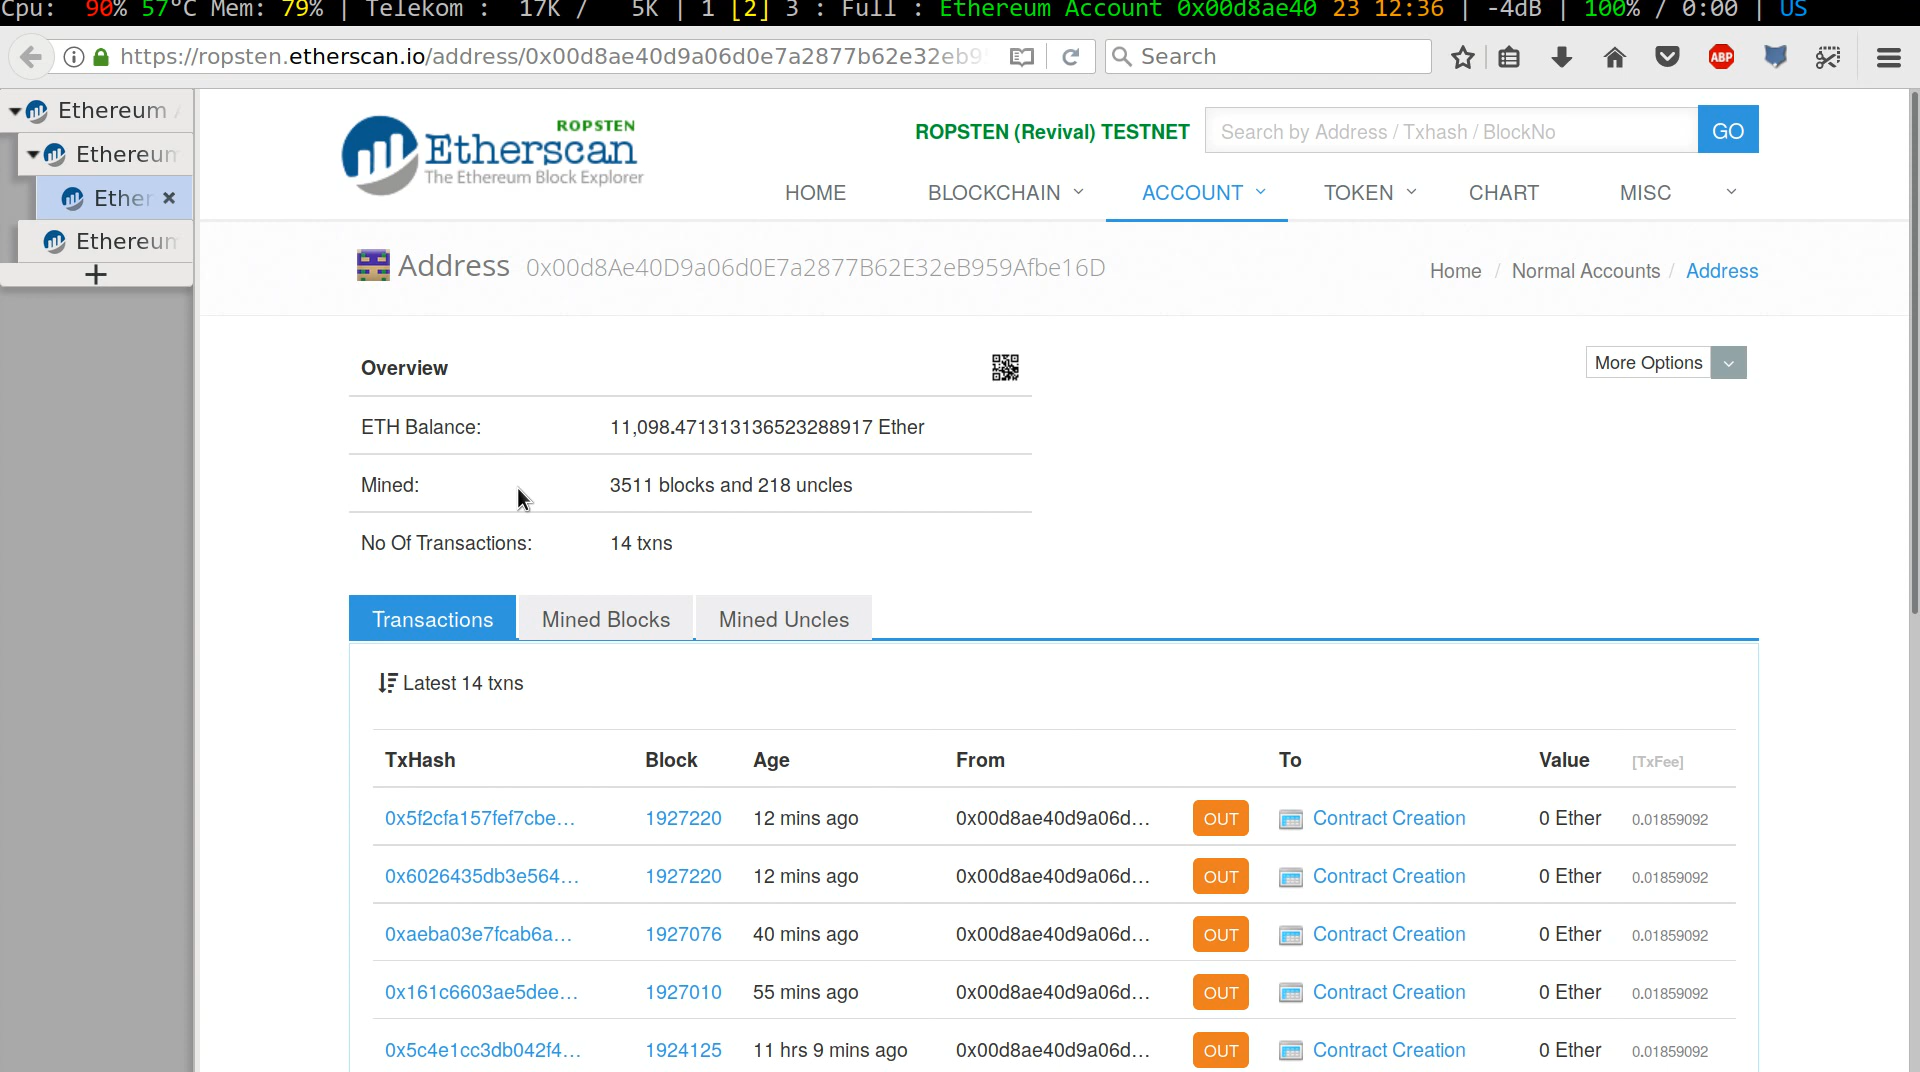 Cpu: 90% 57°C Mem: 79% | Telekom : 17K / 5K | 1 [2] 3 : Full : Ethereum Account 0x00d8ae40 23 12:36 | -4dB | 100% / 0:00 | US
https://ropsten.etherscan.io/address/0x00d8ae40d9a06d0e7a2877b62e32eb9
Search
ABP
Ethereum
Ethereum
Ether
Ethereum
ROPSTEN
Etherscan
The Ethereum Block Explorer
ROPSTEN (Revival) TESTNET
Search by Address / Txhash / BlockNo
GO
HOME BLOCKCHAIN ACCOUNT TOKEN CHART MISC
Address 0x00d8Ae40D9a06d0E7a2877B62E32eB959Afbe16D
Home / Normal Accounts / Address
Overview
More Options
ETH Balance: 11,098.471313136523288917 Ether
Mined: 3511 blocks and 218 uncles
No Of Transactions: 14 txns
Transactions Mined Blocks Mined Uncles
Latest 14 txns
TxHash Block Age From To Value [TxFee]
0x5f2cfa157fef7cbe... 1927220 12 mins ago 0x00d8ae40d9a06d... OUT Contract Creation 0 Ether 0.01859092
0x6026435db3e564... 1927220 12 mins ago 0x00d8ae40d9a06d... OUT Contract Creation 0 Ether 0.01859092
0xaeba03e7fcab6a... 1927076 40 mins ago 0x00d8ae40d9a06d... OUT Contract Creation 0 Ether 0.01859092
0x161c6603ae5dee... 1927010 55 mins ago 0x00d8ae40d9a06d... OUT Contract Creation 0 Ether 0.01859092
0x5c4e1cc3db042f4... 1924125 11 hrs 9 mins ago 0x00d8ae40d9a06d... OUT Contract Creation 0 Ether 0.01859092